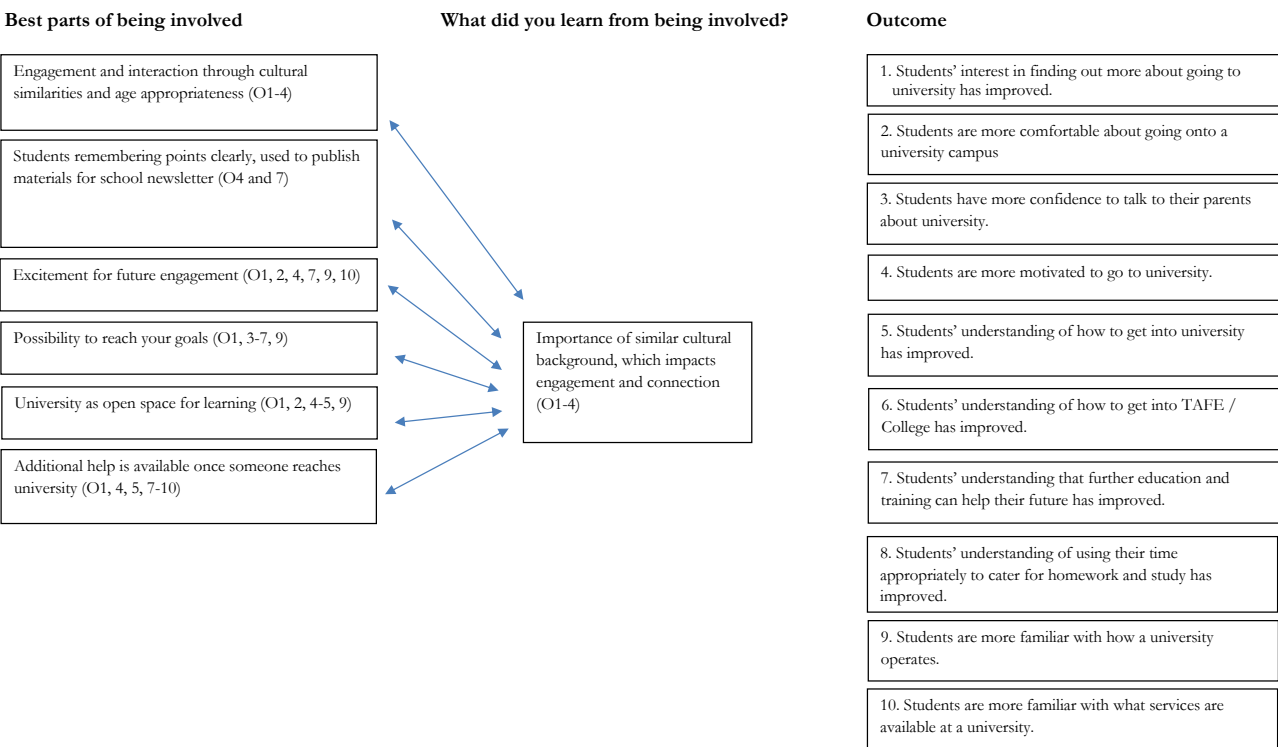 Best parts of being involved
What did you learn from being involved?
Outcome
Engagement and interaction through cultural
similarities and age appropriateness (O1-4)
Students remembering points clearly, used to publish
materials for school newsletter (O4 and 7)
Excitement for future engagement (O1, 2, 4, 7, 9, 10)
Possibility to reach your goals (O1, 3-7, 9)
University as open space for learning (O1, 2, 4-5, 9)
Additional help is available once someone reaches
university (O1, 4, 5, 7-10)
Importance of similar cultural
background, which impacts
engagement and connection
(O1-4)
1. Students’ interest in finding out more about going to
university has improved.
2. Students are more comfortable about going onto a
university campus
3. Students have more confidence to talk to their parents
about university.
4. Students are more motivated to go to university.
5. Students’ understanding of how to get into university
has improved.
6. Students’ understanding of how to get into TAFE /
College has improved.
7. Students’ understanding that further education and
training can help their future has improved.
8. Students’ understanding of using their time
appropriately to cater for homework and study has
improved.
9. Students are more familiar with how a university
operates.
10. Students are more familiar with what services are
available at a university.